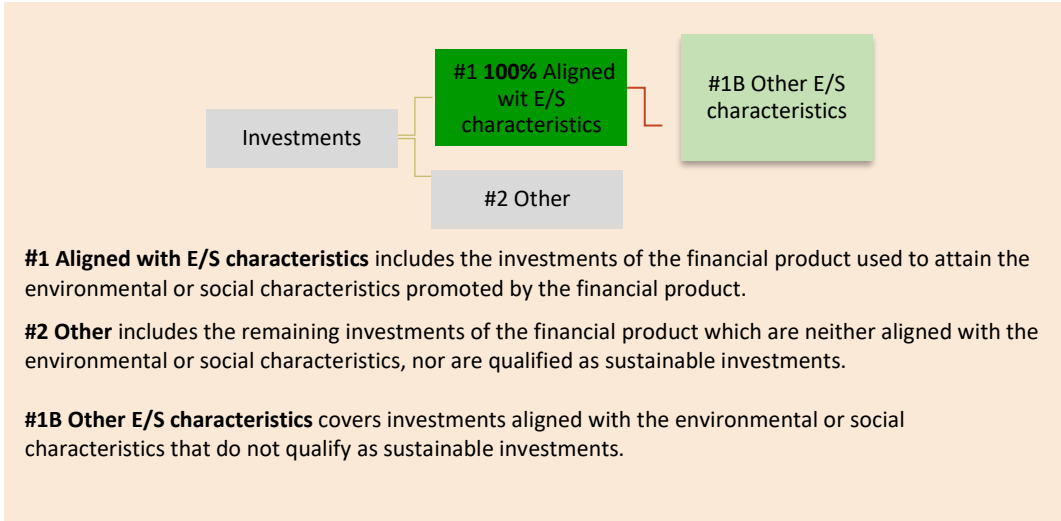 #1 100% Aligned
wit E/S
characteristics
#1B Other E/S
characteristics
Investments
#2 Other
#1 Aligned with E/S characteristics includes the investments of the financial product used to attain the
environmental or social characteristics promoted by the financial product.
#2 Other includes the remaining investments of the financial product which are neither aligned with the
environmental or social characteristics, nor are qualified as sustainable investments.
#1B Other E/S characteristics covers investments aligned with the environmental or social
characteristics that do not qualify as sustainable investments.